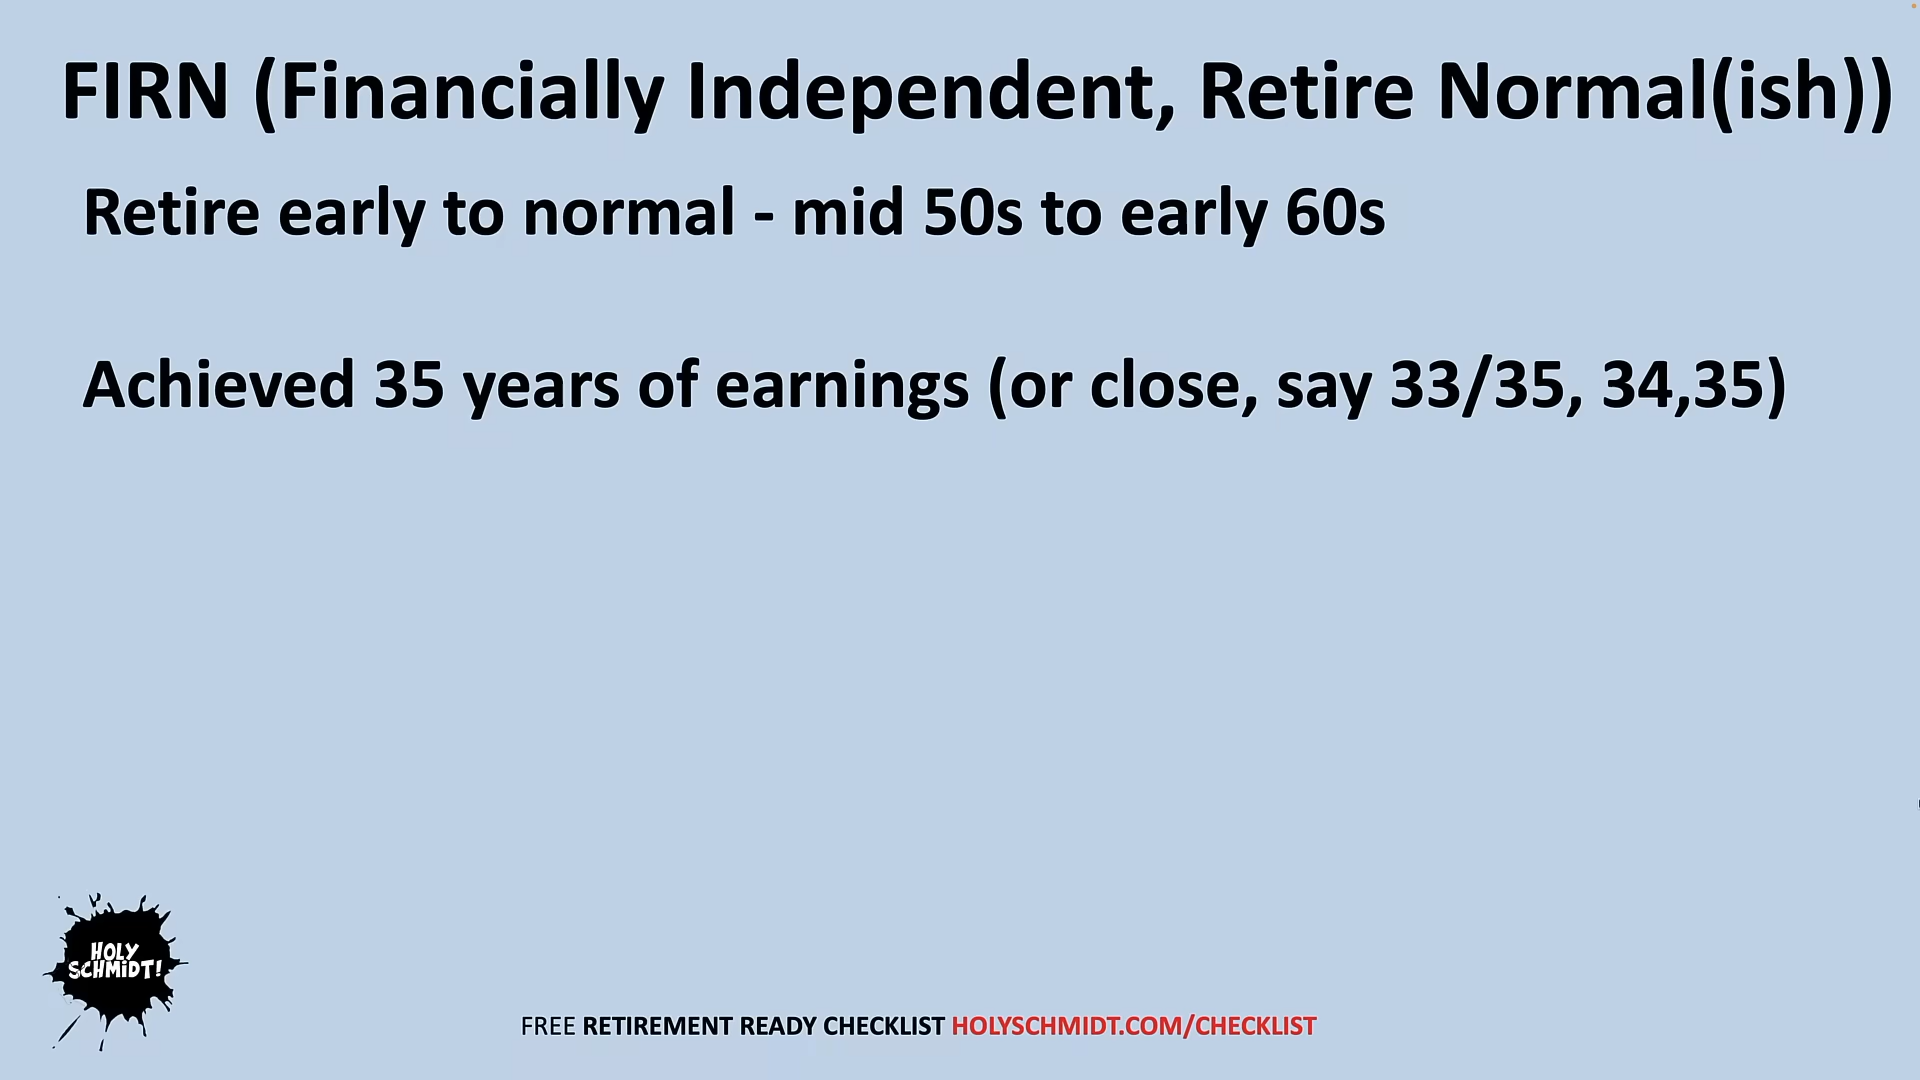 FIRN (Financially Independent, Retire Normal(ish))
Retire early to normal - mid 50s to early 60s
Achieved 35 years of earnings (or close, say 33/35, 34,35)
HOLY
SCHMiDT!
FREE RETIREMENT READY CHECKLIST HOLYSCHMIDT.COM/CHECKLIST